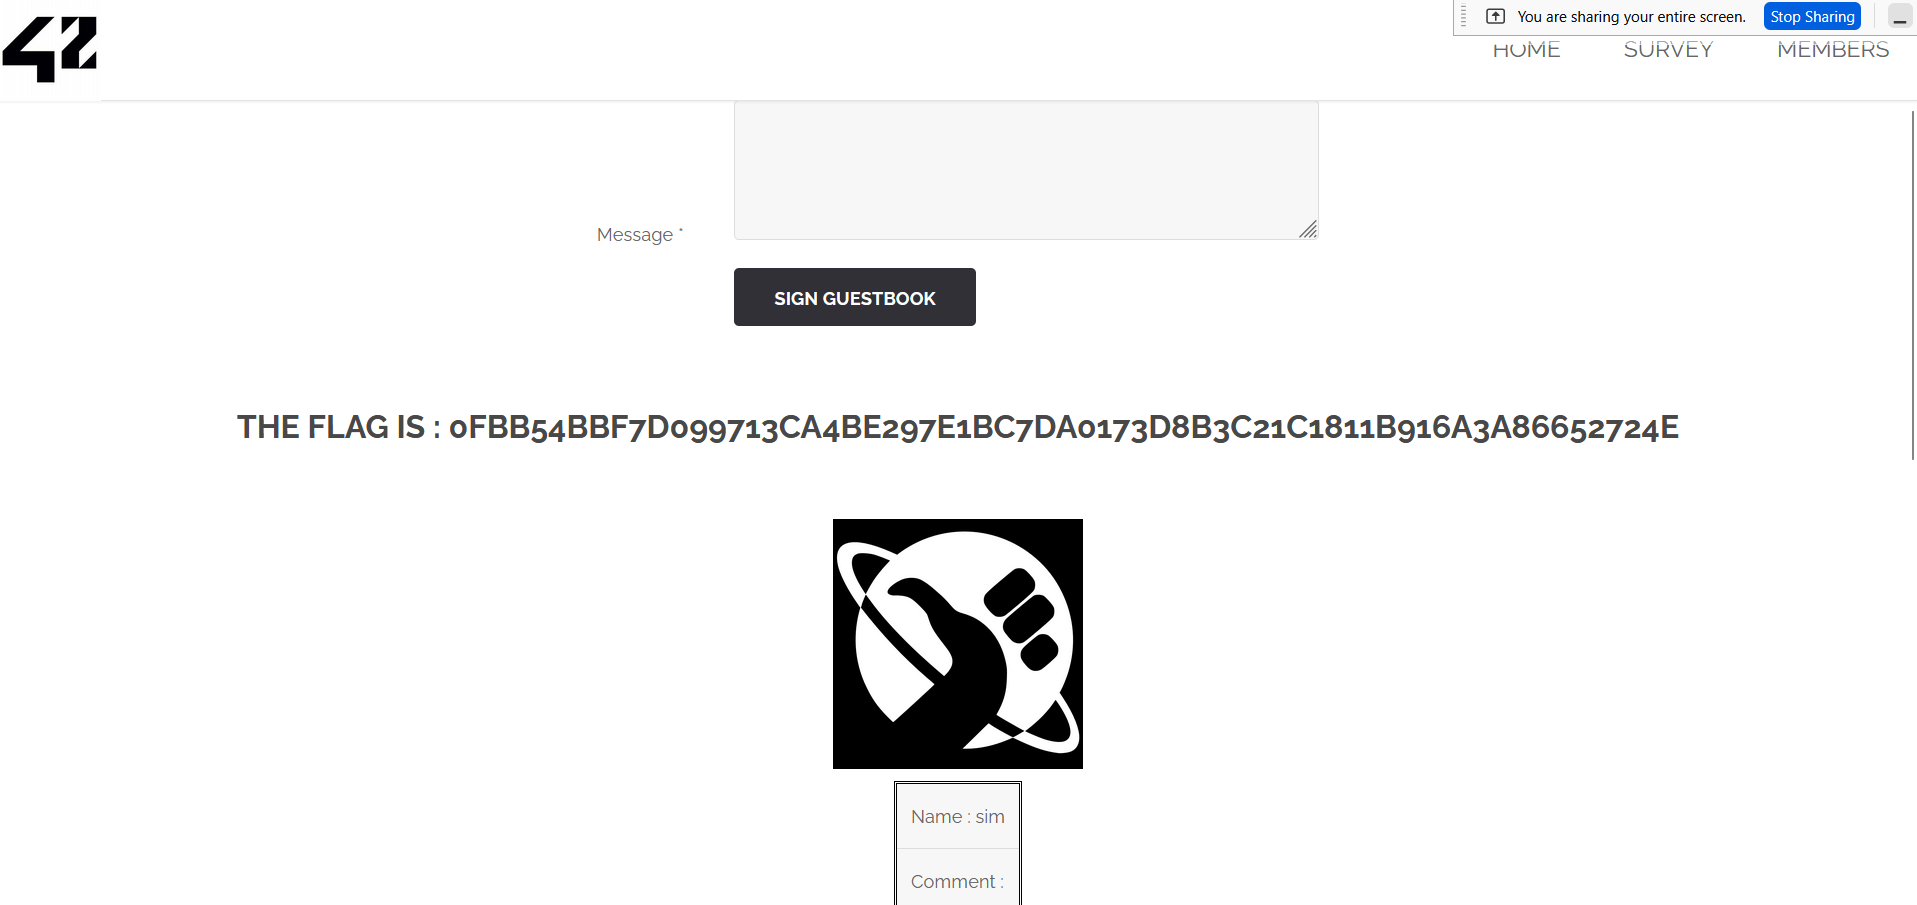 You are sharing your entire screen.
Stop Sharing
42
HOME
SURVEY
MEMBERS
Message *
SIGN GUESTBOOK
THE FLAG IS : 0FBB54BBF7D099713CA4BE297E1BC7DA0173D8B3C21C1811B916A3A86652724E
Name : sim
Comment :